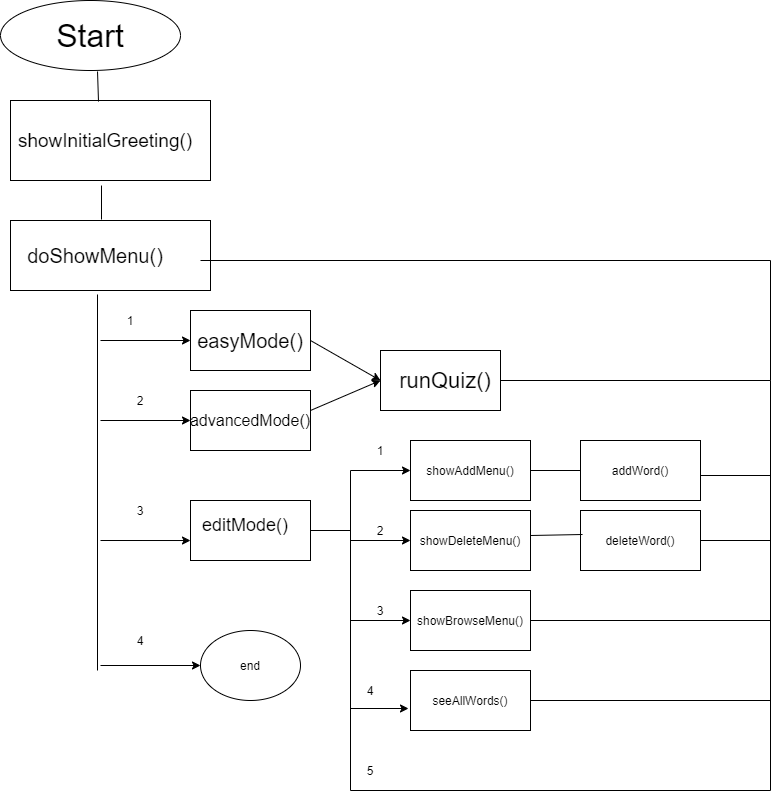 Start
showInitialGreeting()
doShowMenu()
1
easyMode()
runQuiz()
2
advancedMode()
3
editMode()
1
showAddMenu()
addWord()
2
showDeleteMenu()
deleteWord()
3
showBrowseMenu()
4
seeAllWords()
5
4
end